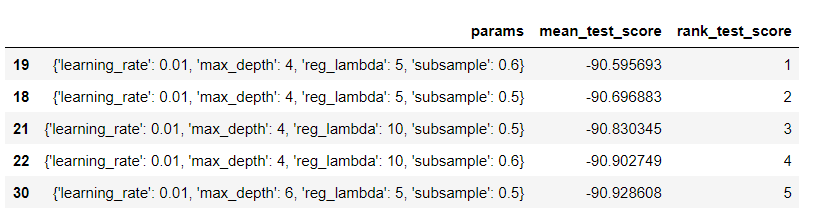 params mean_test_score rank_test_score
19 {'learning_rate': 0.01, 'max_depth': 4, 'reg_lambda': 5, 'subsample': 0.6} -90.595693 1
18 {'learning_rate': 0.01, 'max_depth': 4, 'reg_lambda': 5, 'subsample': 0.5} -90.696883 2
21 {'learning_rate': 0.01, 'max_depth': 4, 'reg_lambda': 10, 'subsample': 0.5} -90.830345 3
22 {'learning_rate': 0.01, 'max_depth': 4, 'reg_lambda': 10, 'subsample': 0.6} -90.902749 4
30 {'learning_rate': 0.01, 'max_depth': 6, 'reg_lambda': 5, 'subsample': 0.5} -90.928608 5